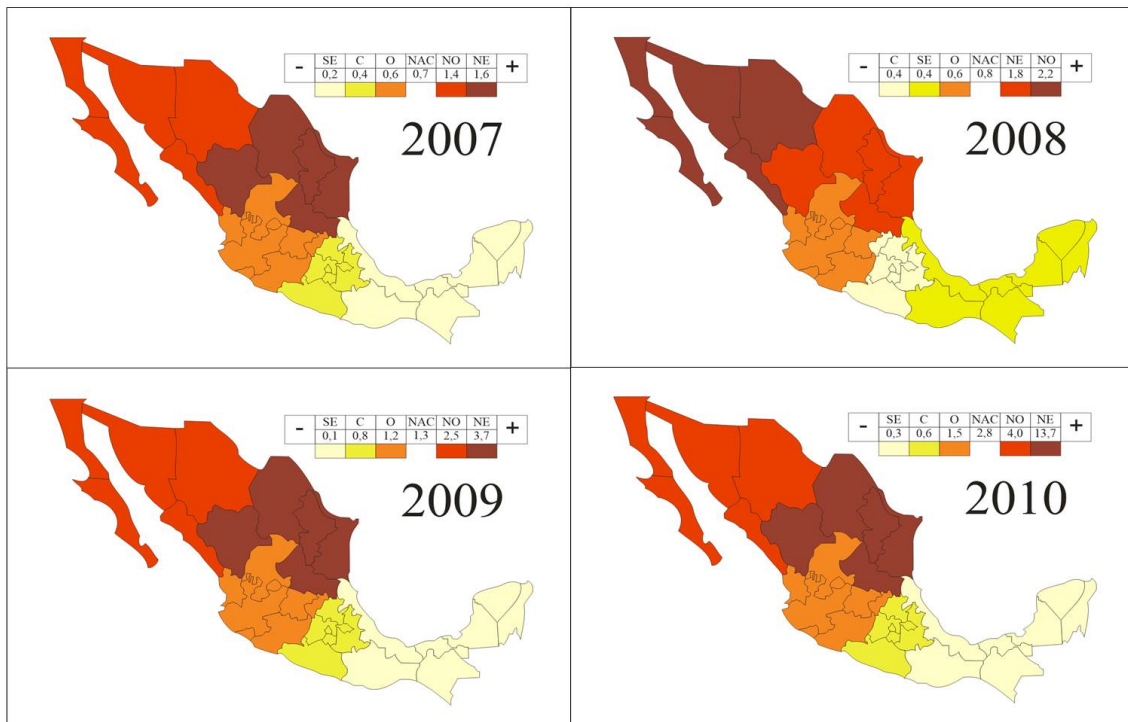 - SE C O NAC NO NE +
0,2 0,4 0,6 0,7 1,4 1,6
2007
- C SE O NAC NE NO +
0,4 0,4 0,6 0,8 1,8 2,2
2008
- SE C O NAC NO NE +
0,1 0,8 1,2 1,3 2,5 3,7
2009
- SE C O NAC NO NE +
0,3 0,6 1,5 2,8 4,0 13,7
2010